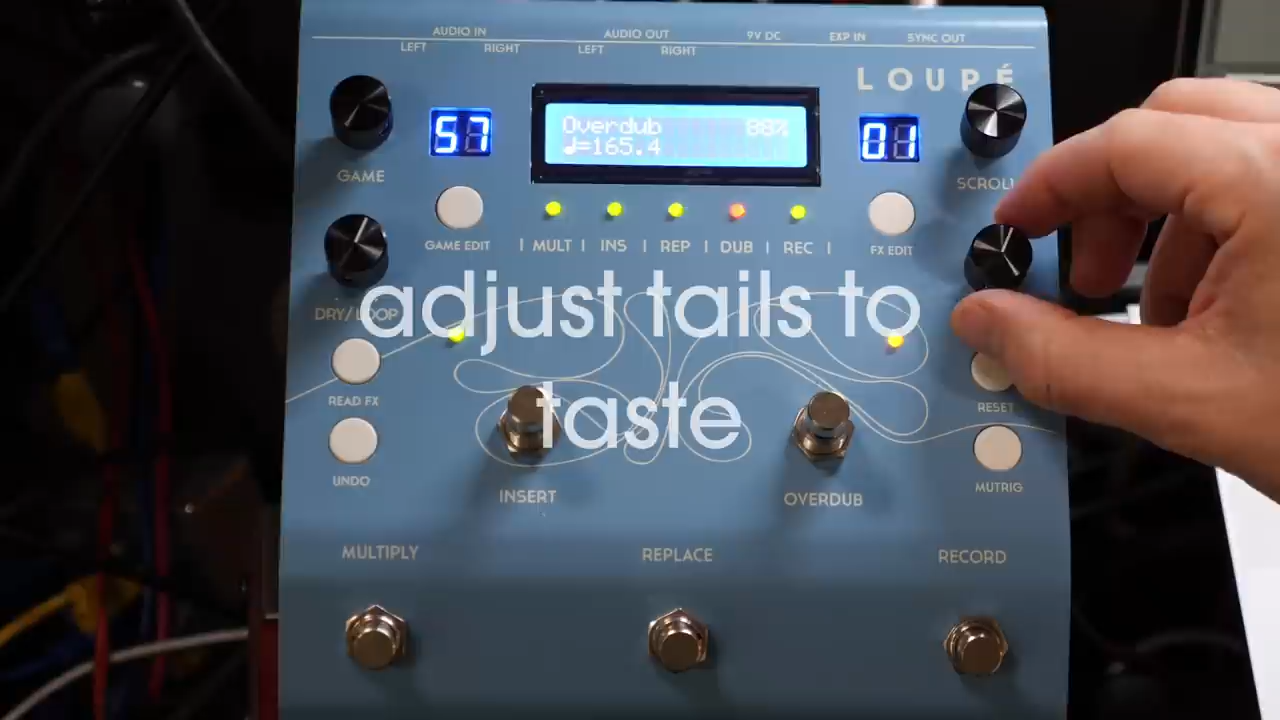 AUDIO IN AUDIO OUT 9V DC EXP IN SYNC OUT
LEFT RIGHT LEFT RIGHT
LOUPÉ
57
Overdub 88%
♩=165.4
01
GAME
SCROLL
GAME EDIT
MULT INS REP DUB REC
FX EDIT
DRY/LOOP
adjust tails to
taste
READ FX
RESET
UNDO
MUTRIG
INSERT
OVERDUB
MULTIPLY
REPLACE
RECORD